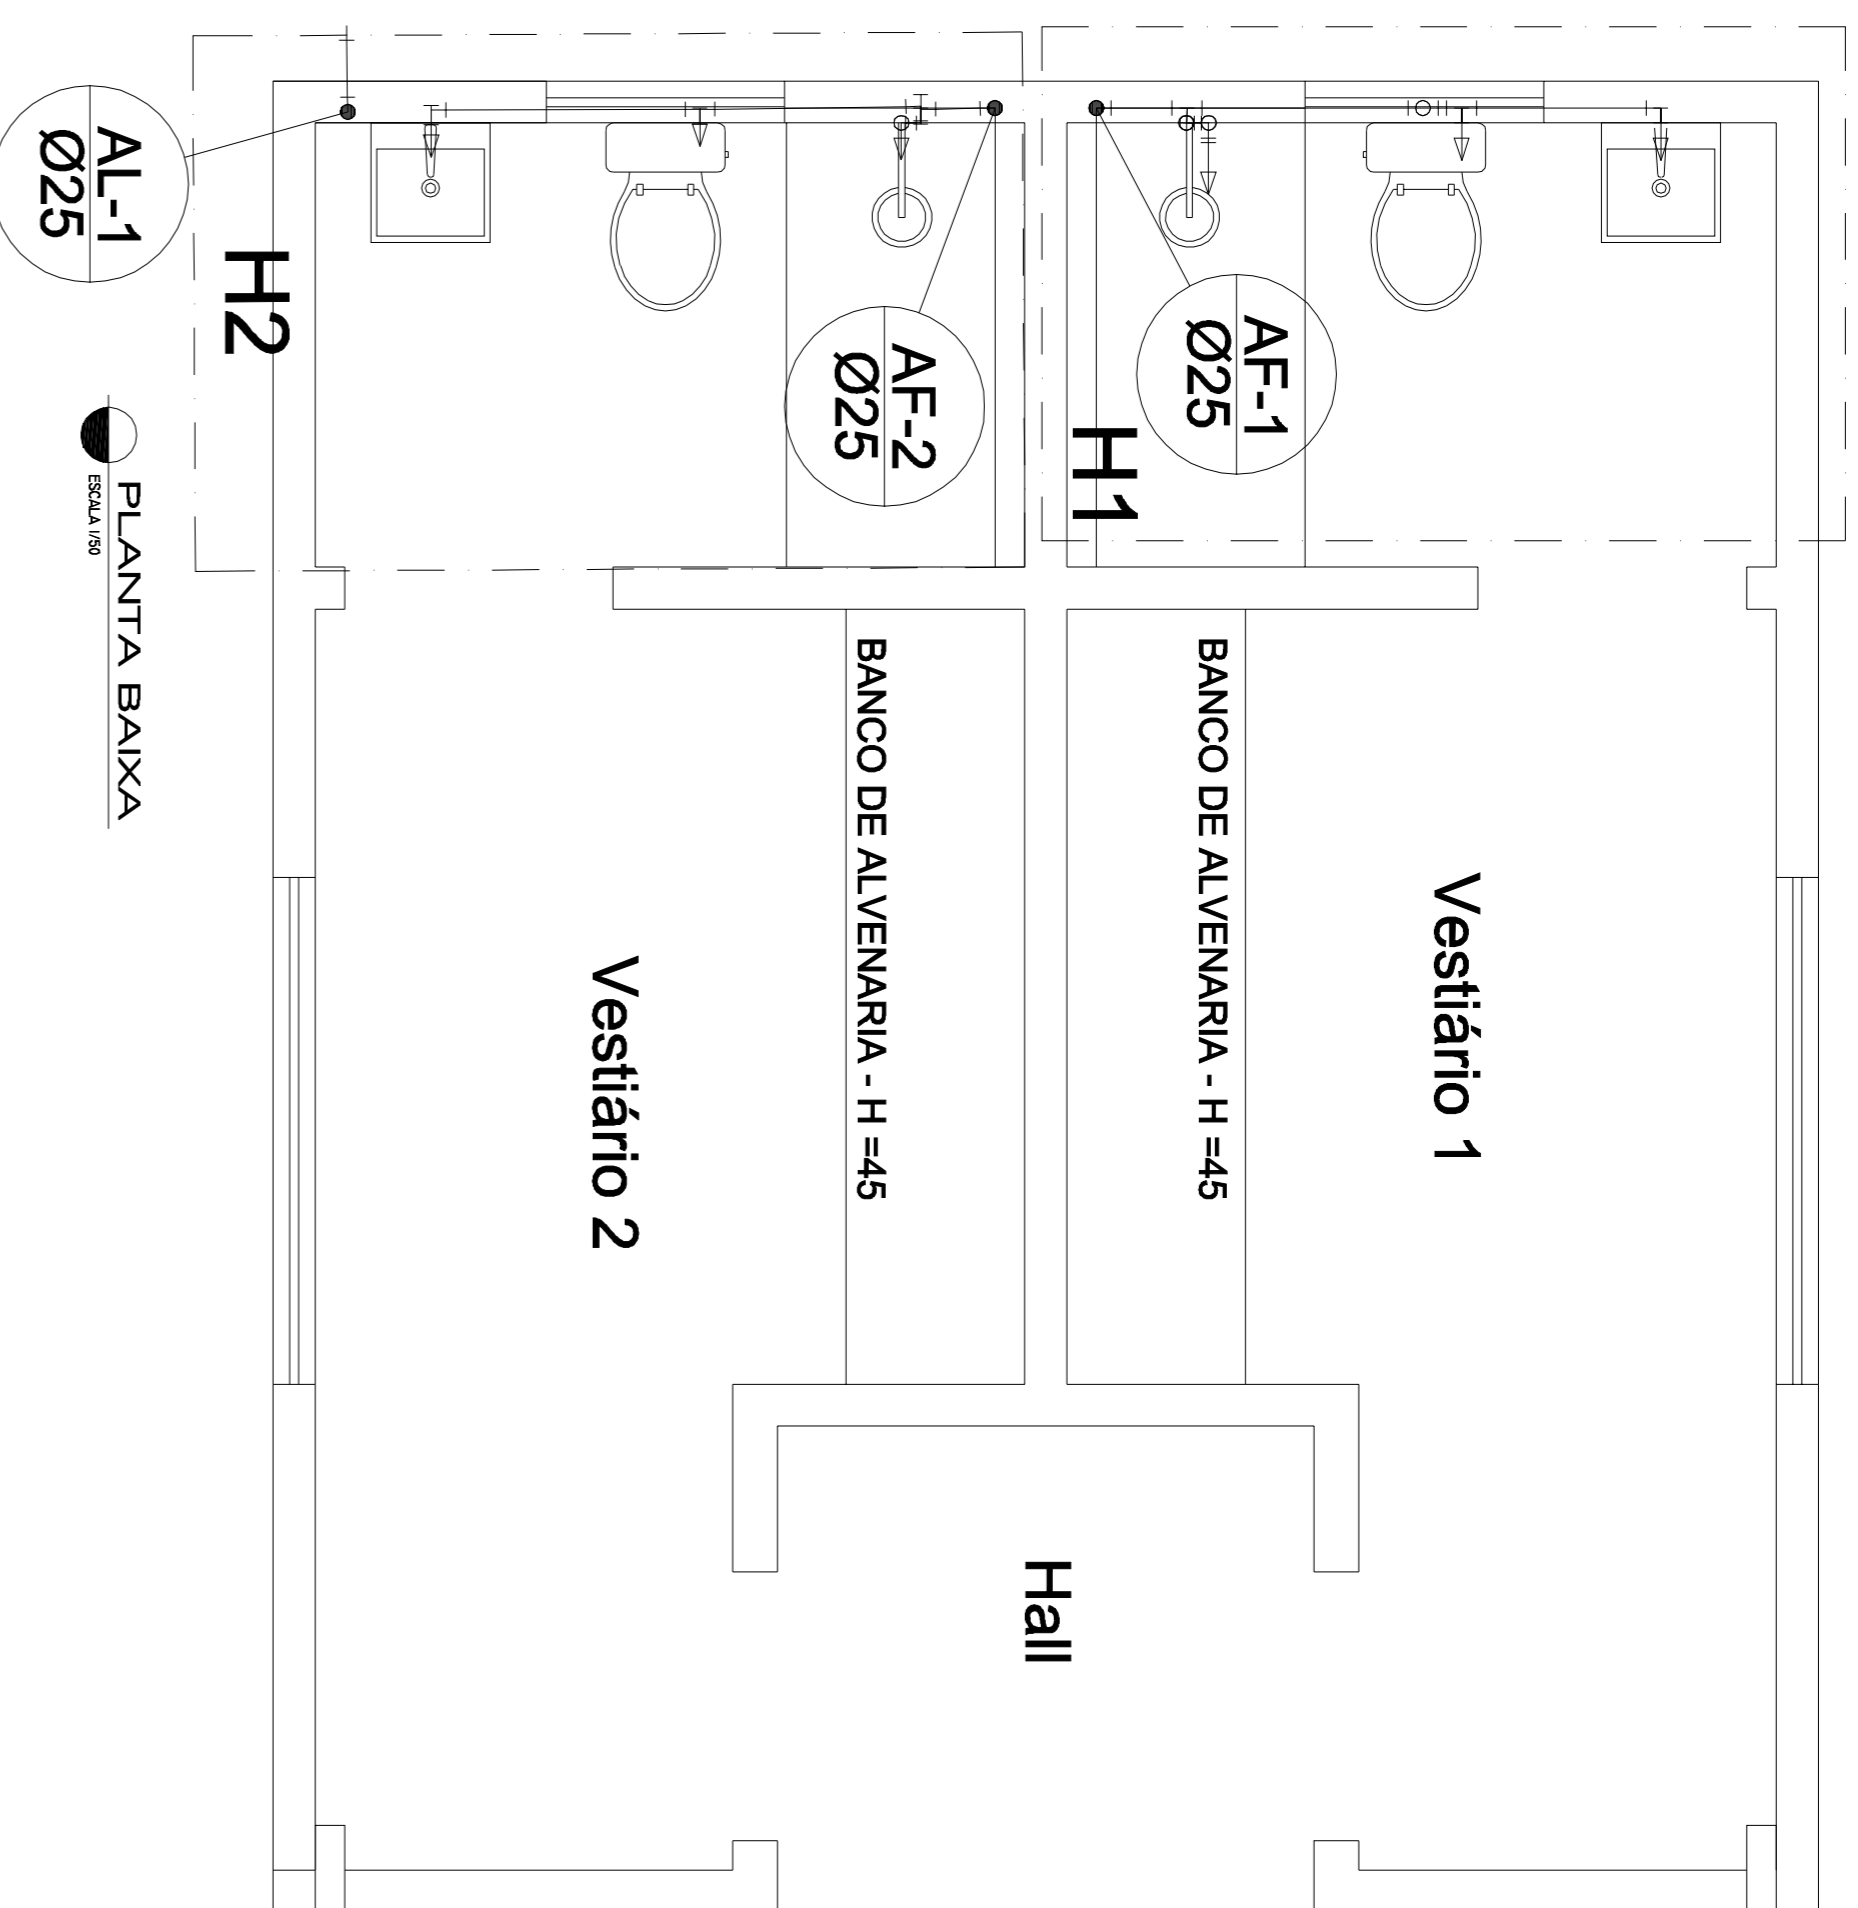 AL-1
Ø25
H2
PLANTA BAIXA
ESCALA 1/50
AF-2
Ø25
AF-1
Ø25
H1
BANCO DE ALVENARIA - H =45
BANCO DE ALVENARIA - H =45
Vestiário 1
Vestiário 2
Hall